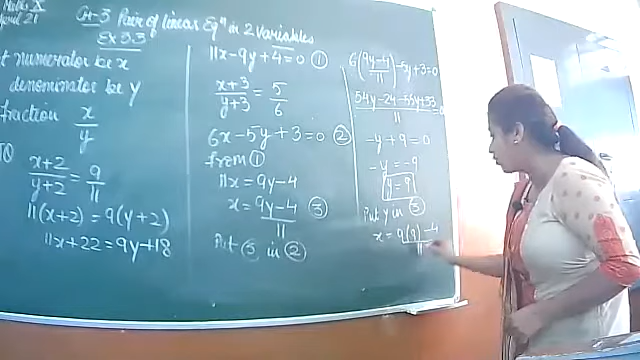 Maths X
April 21
Ch-3 Pair of linear Eqⁿ in 2 variables
Ex 3.3
numerator be x
denominator be y
fraction x/y
x+2/y+2 = 9/11
11(x+2) = 9(y+2)
11x+22 = 9y+18
11x-9y+4=0 ①
x+3/y+3 = 5/6
6x-5y+3=0 ②
from ①
11x = 9y-4
x = 9y-4/11 ③
Put ③ in ②
6(9y-4/11)-5y+3=0
54y-24-55y+33/11 = 0
-y+9=0
-y=-9
y=9
Put y in ③
x = 9(9)-4/11